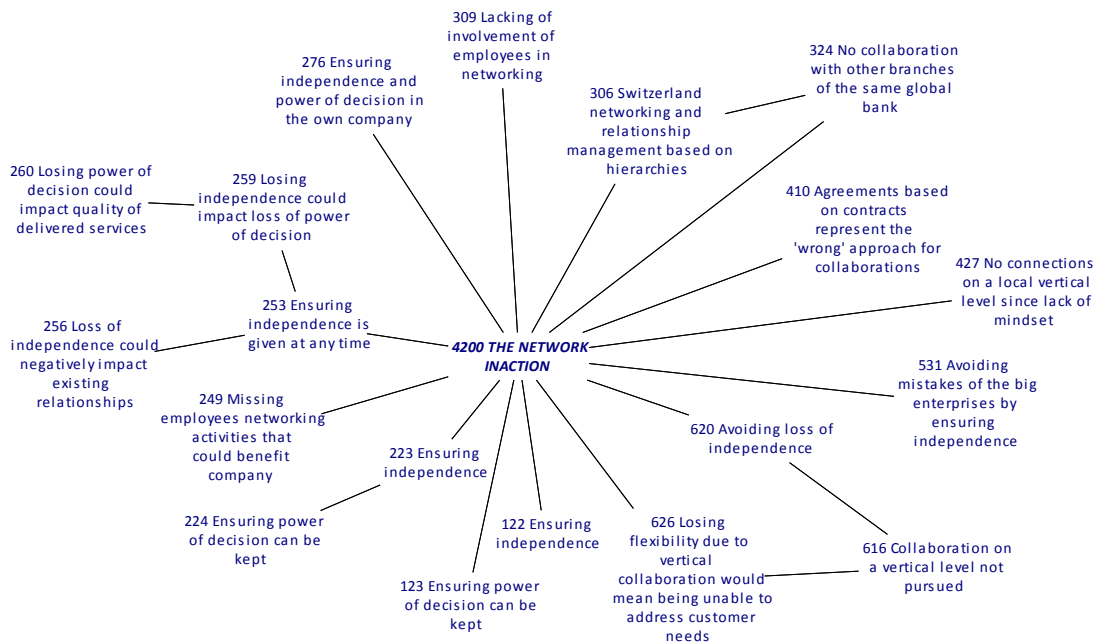 309 Lacking of
involvement of
employees in
networking
276 Ensuring
independence and
power of decision in
the own company
324 No collaboration
with other branches
of the same global
bank
306 Switzerland
networking and
relationship
management based on
hierarchies
260 Losing power of
decision could
impact quality of
delivered services
259 Losing
independence could
impact loss of power
of decision
410 Agreements based
on contracts
represent the
'wrong' approach for
collaborations
427 No connections
on a local vertical
level since lack of
mindset
253 Ensuring
independence is
given at any time
256 Loss of
independence could
negatively impact
existing
relationships
4200 THE NETWORK
INACTION
531 Avoiding
mistakes of the big
enterprises by
ensuring
independence
249 Missing
employees networking
activities that
could benefit
company
620 Avoiding loss of
independence
223 Ensuring
independence
224 Ensuring power
of decision can be
kept
122 Ensuring
independence
626 Losing
flexibility due to
vertical
collaboration would
mean being unable to
address customer
needs
616 Collaboration on
a vertical level not
pursued
123 Ensuring power
of decision can be
kept